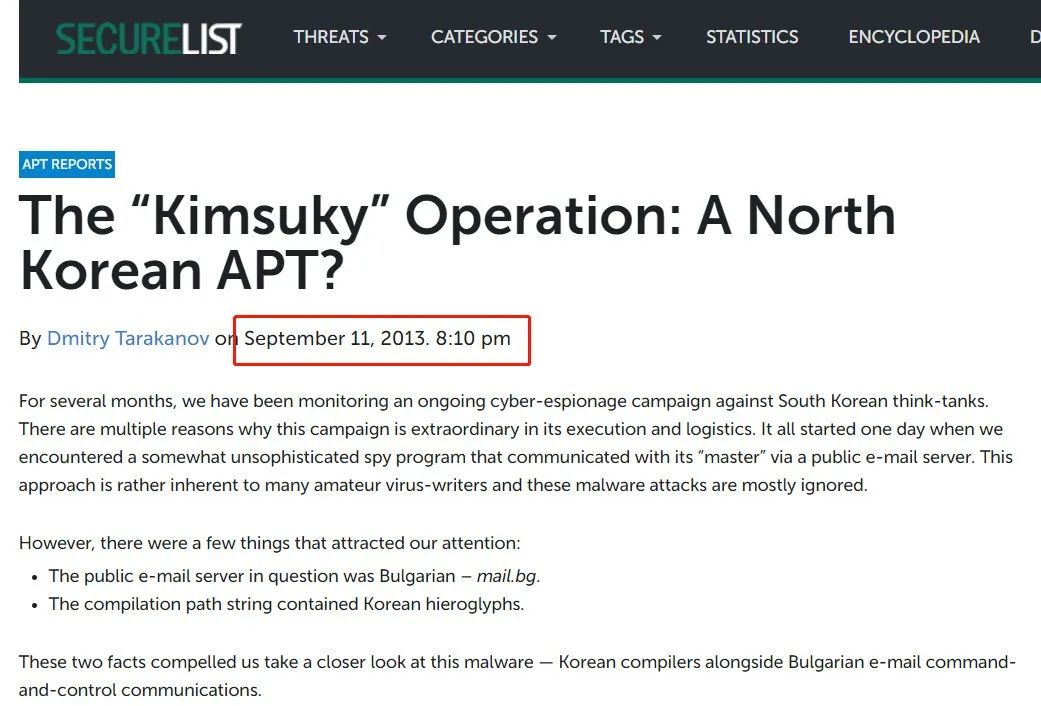 SECURELIST THREATS CATEGORIES TAGS STATISTICS ENCYCLOPEDIA D
APT REPORTS
The “Kimsuky” Operation: A North
Korean APT?
By Dmitry Tarakanov on September 11, 2013. 8:10 pm
For several months, we have been monitoring an ongoing cyber-espionage campaign against South Korean think-tanks.
There are multiple reasons why this campaign is extraordinary in its execution and logistics. It all started one day when we
encountered a somewhat unsophisticated spy program that communicated with its “master” via a public e-mail server. This
approach is rather inherent to many amateur virus-writers and these malware attacks are mostly ignored.
However, there were a few things that attracted our attention:
• The public e-mail server in question was Bulgarian – mail.bg.
• The compilation path string contained Korean hieroglyphs.
These two facts compelled us take a closer look at this malware — Korean compilers alongside Bulgarian e-mail command-
and-control communications.